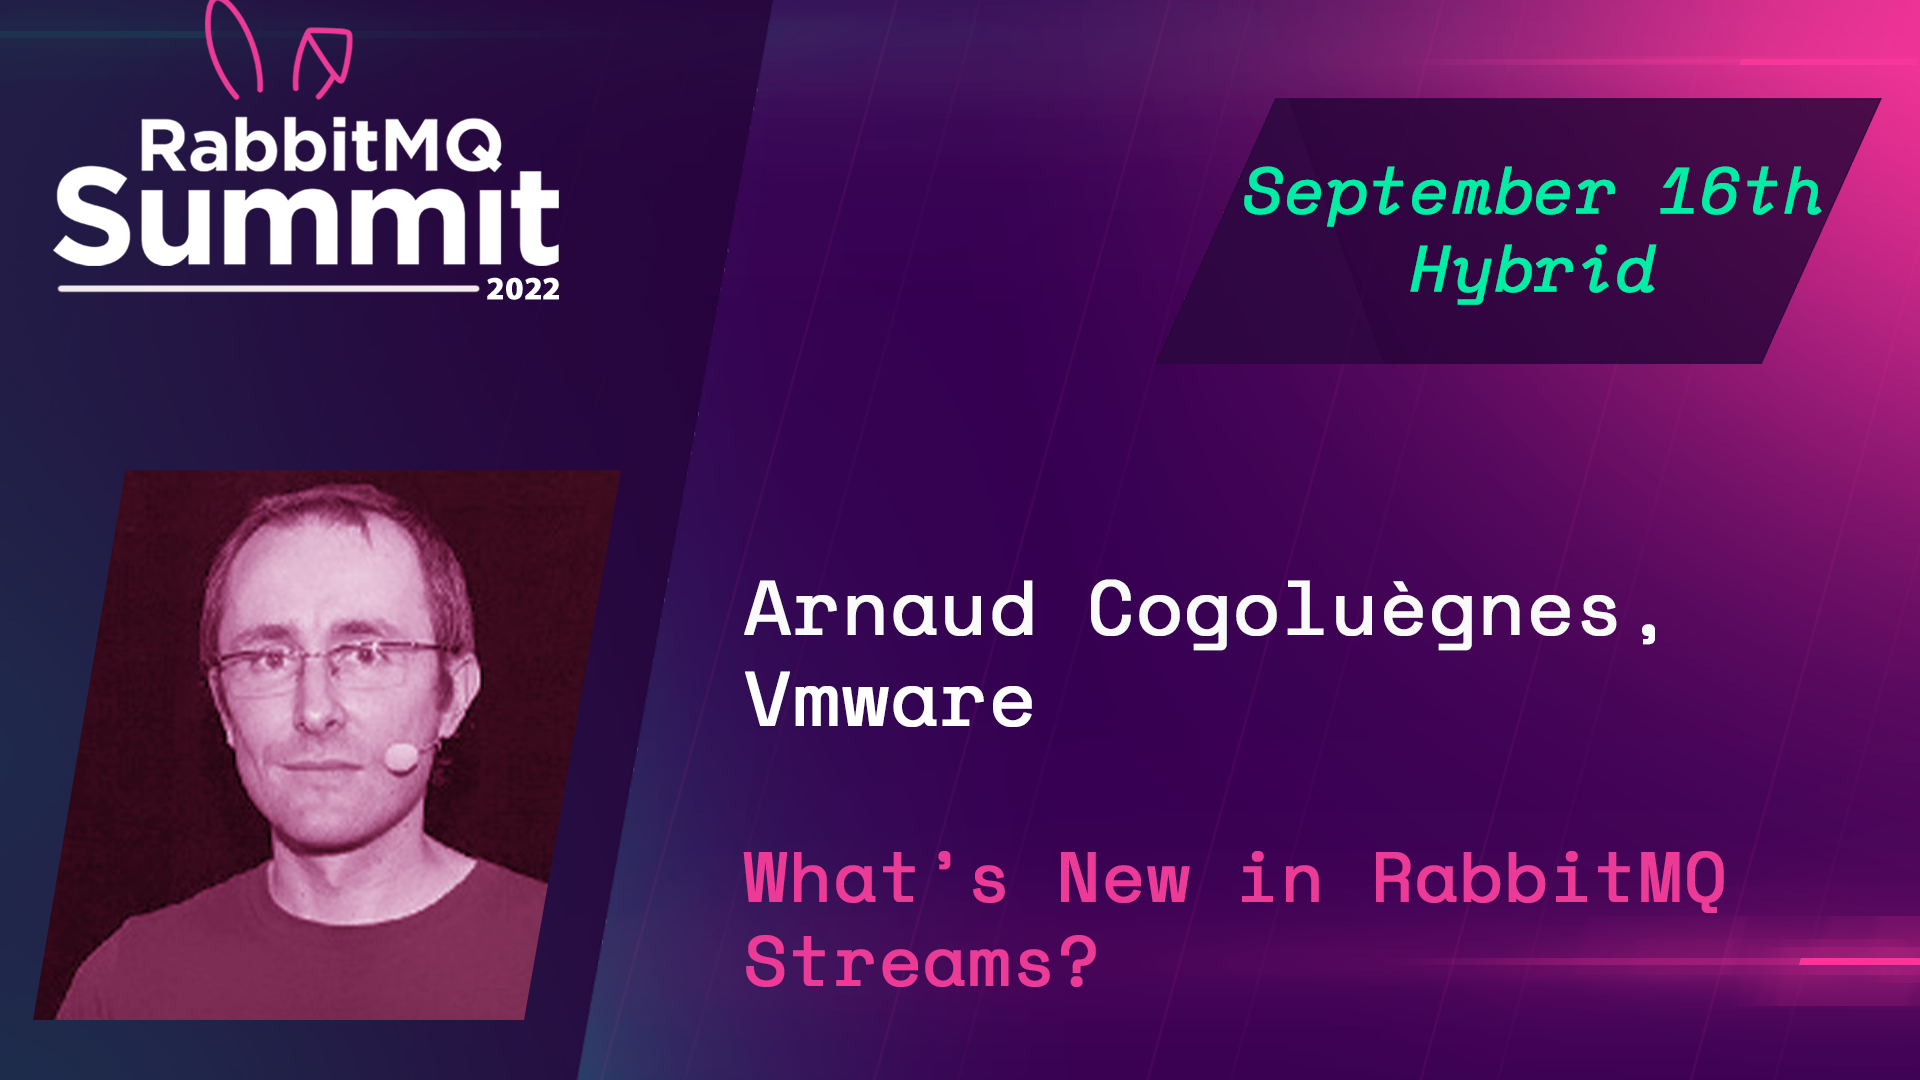 RabbitMQ
Summit
2022
September 16th
Hybrid
Arnaud Cogoluègnes,
Vmware
What’s New in RabbitMQ
Streams?